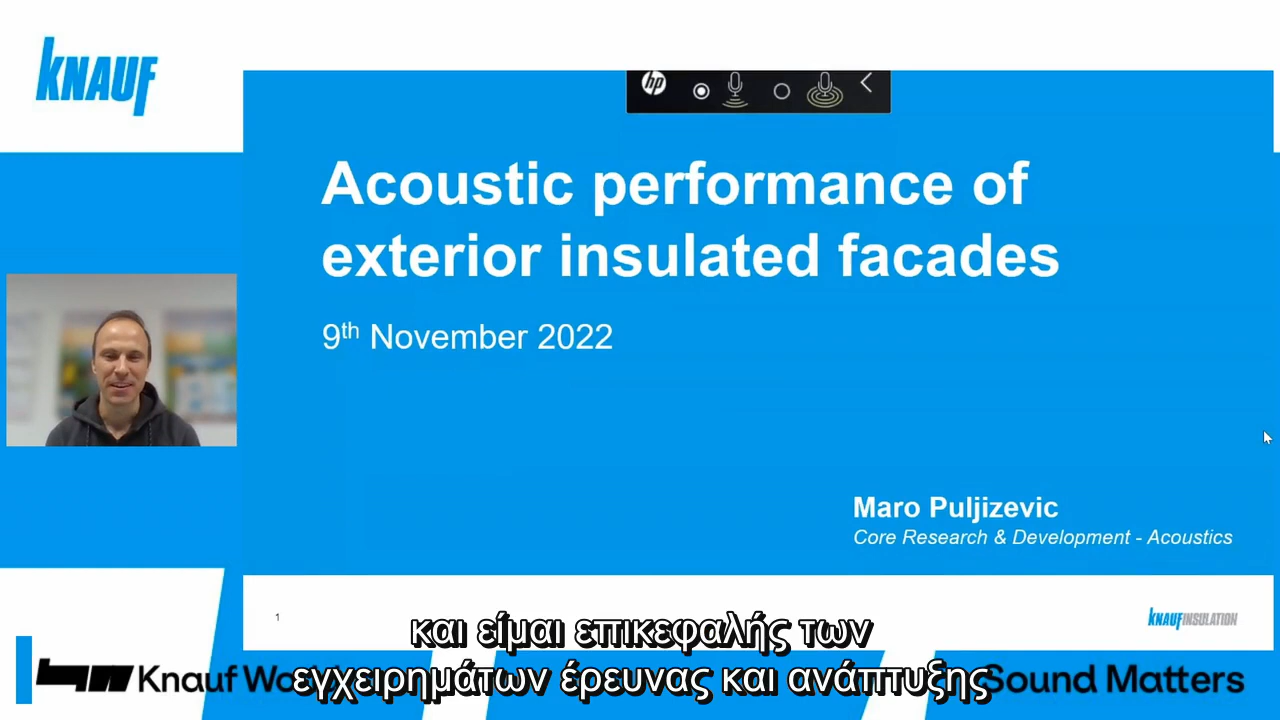 KNAUF
hp
Acoustic performance of
exterior insulated facades
9th November 2022
Maro Puljizevic
Core Research & Development - Acoustics
1
KNAUFINSULATION
και είμαι επικεφαλής των
εγχειρημάτων έρευνας και ανάπτυξης
Knauf
Sound Matters